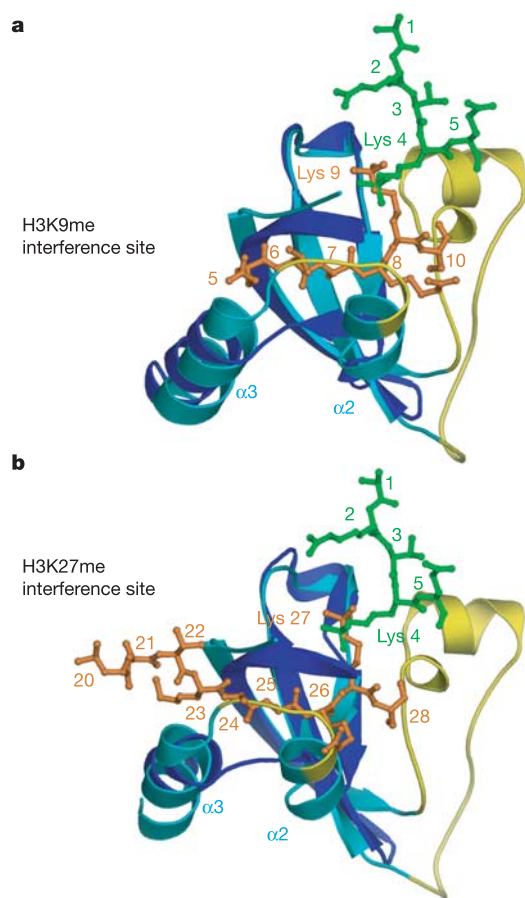 a
1
2
3
Lys 4
5
Lys 9
H3K9me
interference site
6
7
8
10
5
α3
α2
b
1
H3K27me
interference site
2
3
5
Lys 27
22
21
Lys 4
20
25
26
23
28
24
α3
α2